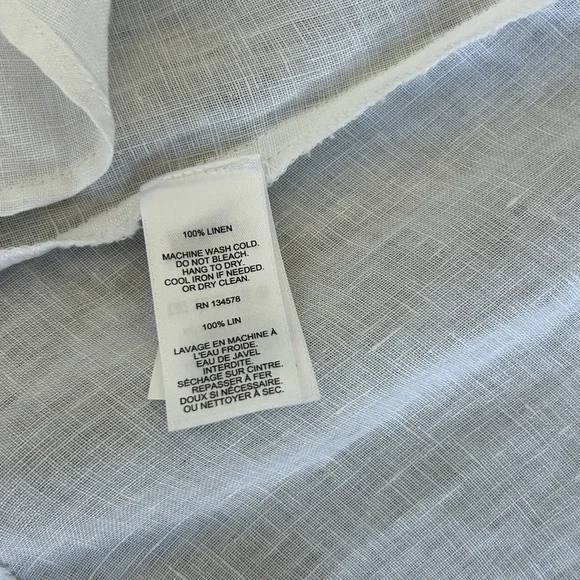 100% LINEN
MACHINE WASH COLD.
DO NOT BLEACH.
HANG TO DRY.
COOL IRON IF NEEDED.
OR DRY CLEAN.
RN 134578
100% LIN
LAVAGE EN MACHINE À
L'EAU FROIDE.
EAU DE JAVEL
INTERDITE.
SÉCHAGE SUR CINTRE.
REPASSER À FER
DOUX SI NÉCESSAIRE.
OU NETTOYER À SEC.